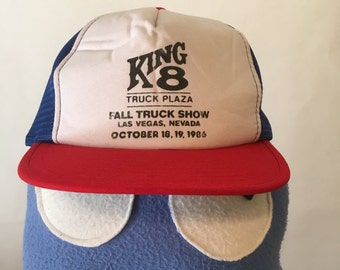 KING
8
TRUCK PLAZA
FALL TRUCK SHOW
LAS VEGAS, NEVADA
OCTOBER 18, 19, 1986